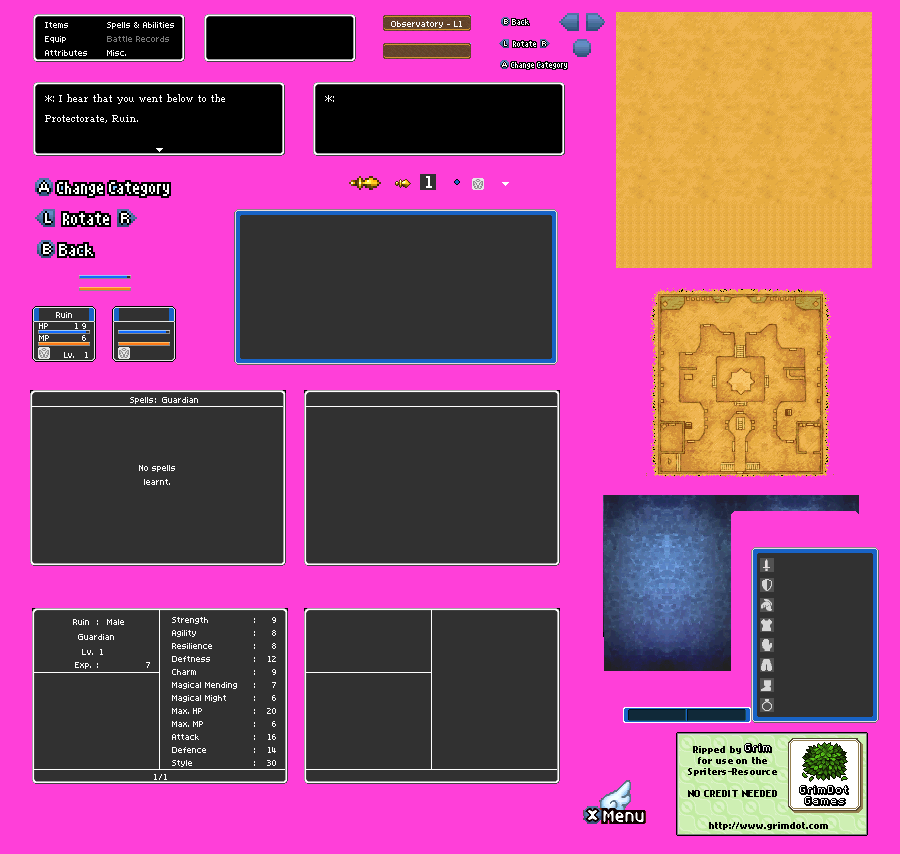 Items Spells & Abilities
Equip Battle Records
Attributes Misc.
Observatory - L1
B Back
L Rotate R
A Change Category
*: I hear that you went below to the
Protectorate, Ruin.
*:
A Change Category
1
L Rotate R
B Back
Ruin
HP 19
MP 6
Lv. 1
Spells: Guardian
No spells
learnt.
Ruin : Male
Guardian
Lv. 1
Exp. : 7
Strength : 9
Agility : 8
Resilience : 8
Deftness : 12
Charm : 9
Magical Mending : 7
Magical Might : 6
Max. HP : 20
Max. MP : 6
Attack : 16
Defence : 14
Style : 30
1/1
X Menu
Ripped by Grim
for use on the
Spriters-Resource
NO CREDIT NEEDED
GrimDot
Games
http://www.grimdot.com